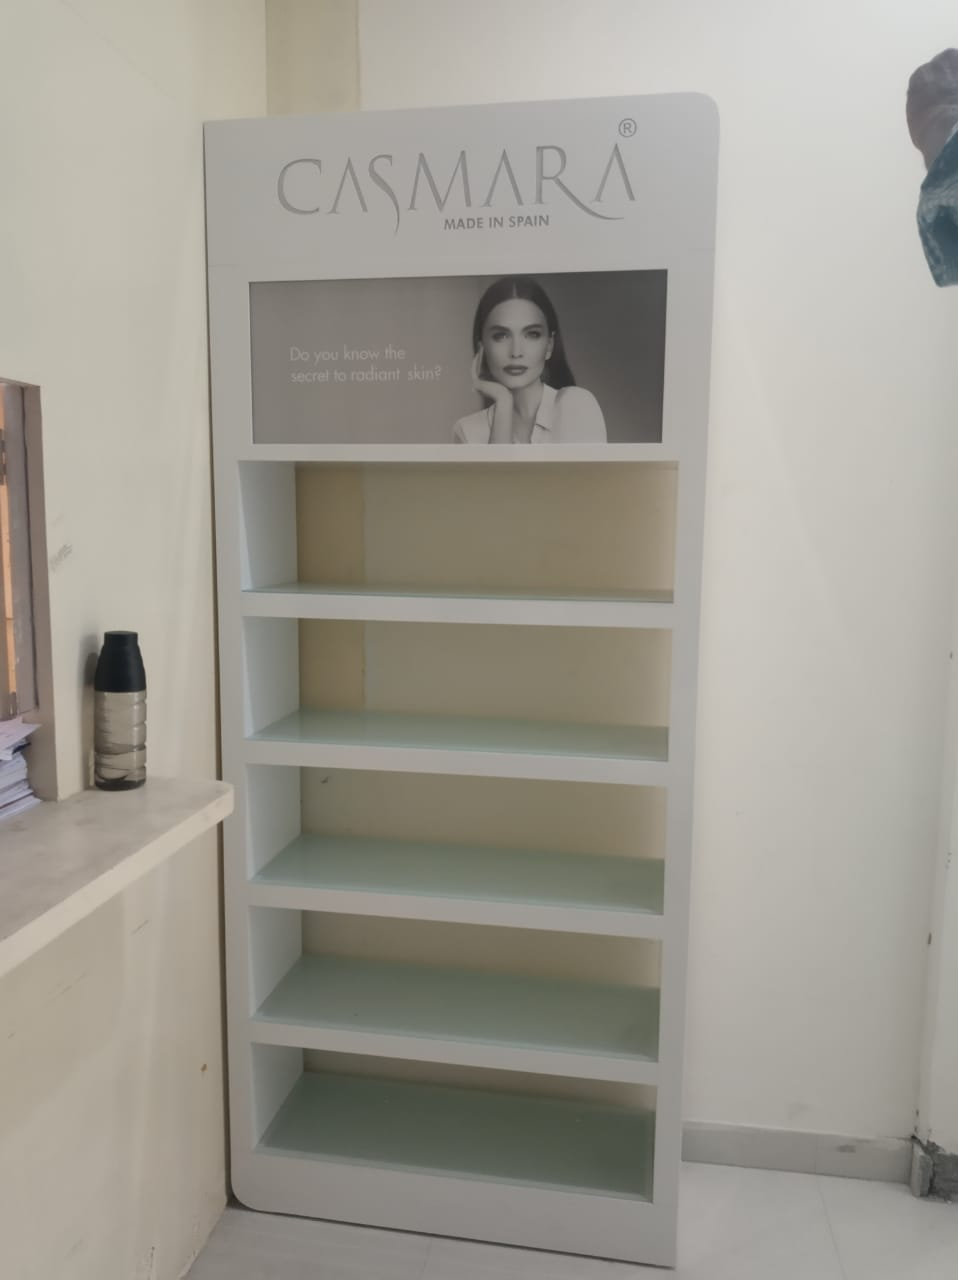 CASMARA®
MADE IN SPAIN
Do you know the
secret to radiant skin?